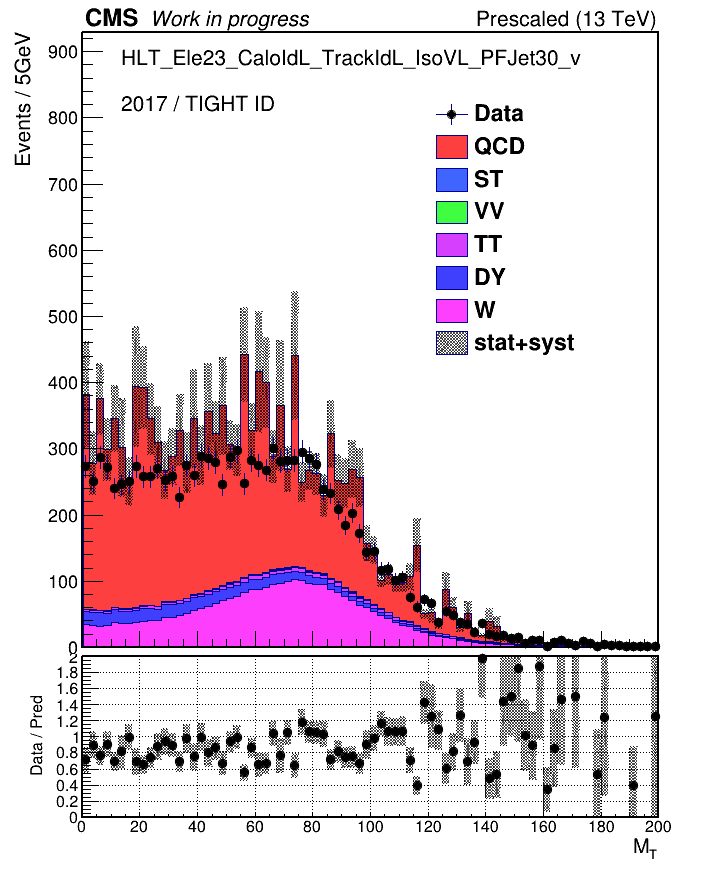 CMS Work in progress Prescaled (13 TeV)
Events / 5GeV
900
800
700
600
500
400
300
200
100
0
HLT_Ele23_CaloIdL_TrackIdL_IsoVL_PFJet30_v
2017 / TIGHT ID
Data
QCD
ST
VV
TT
DY
W
stat+syst
Data / Pred
2
1.8
1.6
1.4
1.2
1
0.8
0.6
0.4
0.2
0
0 20 40 60 80 100 120 140 160 180 200
M_T